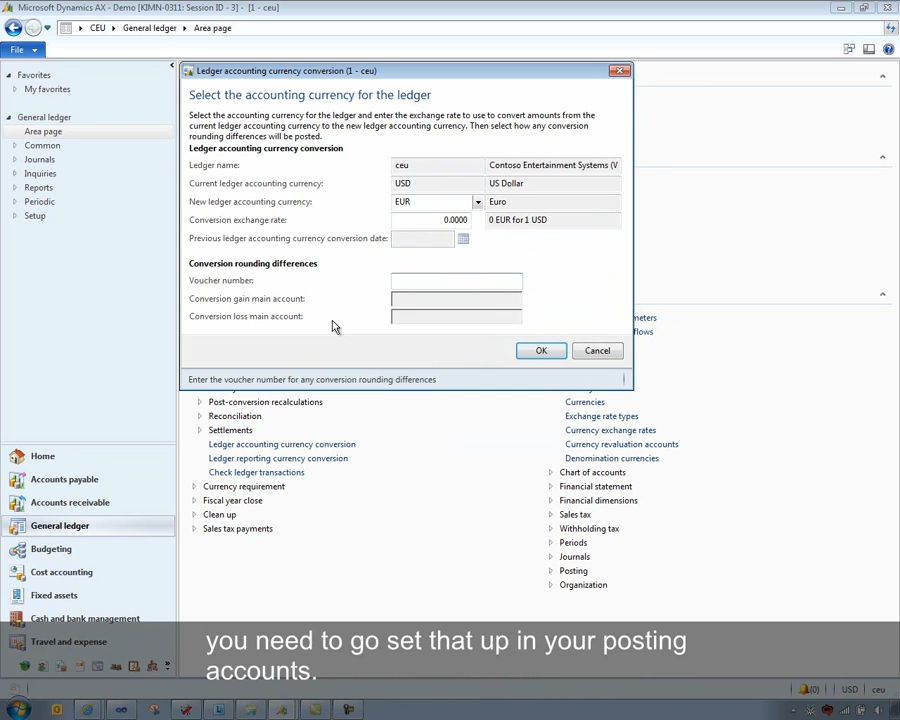 Microsoft Dynamics AX - Demo [KIMN-0311: Session ID - 3] - [1 - ceu]
CEU General ledger Area page
File
Favorites
My favorites
General ledger
Area page
Common
Journals
Inquiries
Reports
Periodic
Setup
Home
Accounts payable
Accounts receivable
General ledger
Budgeting
Cost accounting
Fixed assets
Cash and bank management
Travel and expense
Ledger accounting currency conversion (1 - ceu)
Select the accounting currency for the ledger
Select the accounting currency for the ledger and enter the exchange rate to use to convert amounts from the
current ledger accounting currency to the new ledger accounting currency. Then select how any conversion
rounding differences will be posted.
Ledger accounting currency conversion
Ledger name: ceu Contoso Entertainment Systems (V
Current ledger accounting currency: USD US Dollar
New ledger accounting currency: EUR Euro
Conversion exchange rate: 0.0000 0 EUR for 1 USD
Previous ledger accounting currency conversion date:
Conversion rounding differences
Voucher number:
Conversion gain main account:
Conversion loss main account:
OK Cancel
Enter the voucher number for any conversion rounding differences
Post-conversion recalculations
Reconciliation
Settlements
Ledger accounting currency conversion
Ledger reporting currency conversion
Check ledger transactions
Currency requirement
Fiscal year close
Clean up
Sales tax payments
meters
flows
Currencies
Exchange rate types
Currency exchange rates
Currency revaluation accounts
Denomination currencies
Chart of accounts
Financial statement
Financial dimensions
Sales tax
Withholding tax
Periods
Journals
Posting
Organization
you need to go set that up in your posting
accounts.
(0) USD ceu